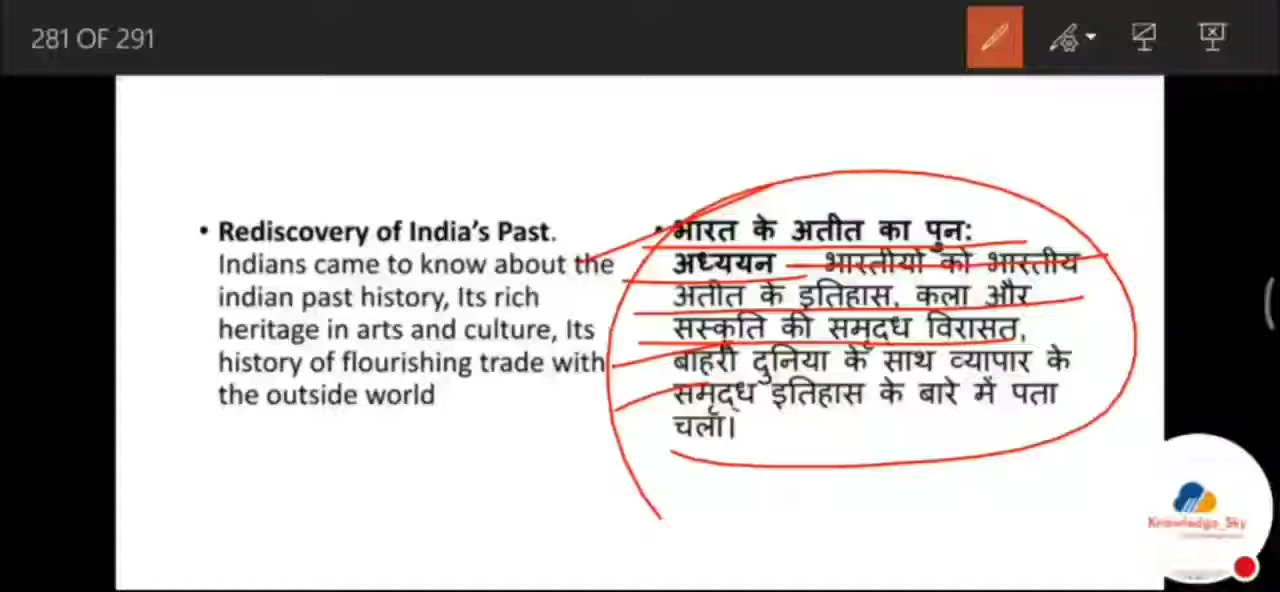 281 OF 291
• Rediscovery of India's Past.
Indians came to know about the
indian past history, Its rich
heritage in arts and culture, Its
history of flourishing trade with
the outside world
• भारत के अतीत का पुन:
अध्ययन – भारतीयों को भारतीय
अतीत के इतिहास, कला और
संस्कृति की समृद्ध विरासत,
बाहरी दुनिया के साथ व्यापार के
समृद्ध इतिहास के बारे में पता
चला।
Knowledge_Sky